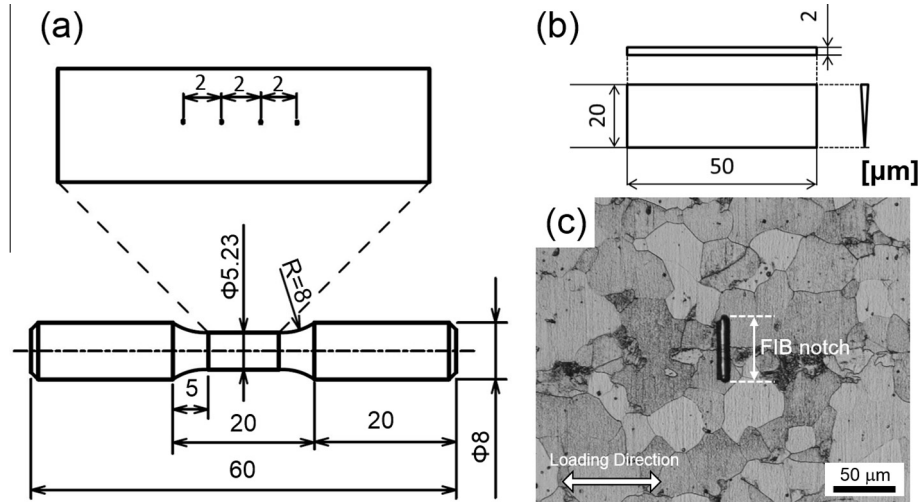 (a)
2 2 2
Φ5.23
R=8
5
20
20
60
Φ8
(b)
2
20
50
[μm]
(c)
FIB notch
Loading Direction
50 μm